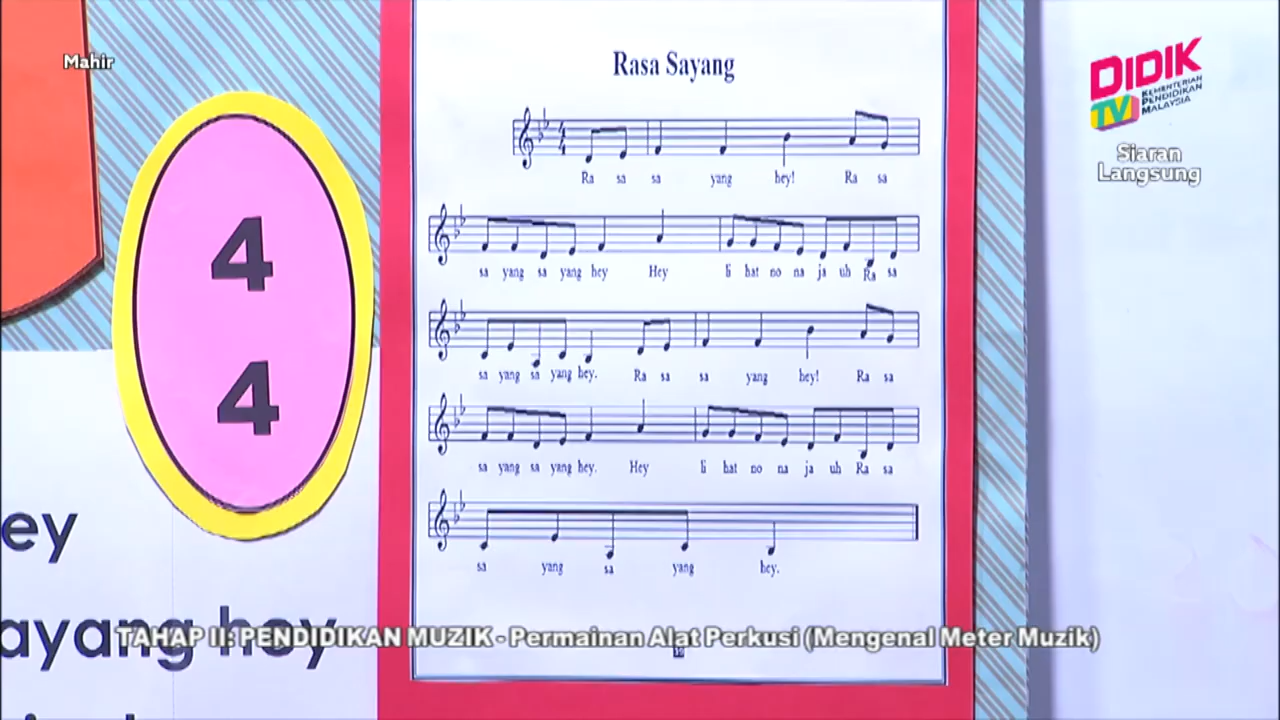 Mahir
DIDIK
TV
KEMENTERIAN
PENDIDIKAN
MALAYSIA
Siaran
Langsung
4
4
Rasa Sayang
4
4
Ra sa sa yang hey! Ra sa
sa yang sa yang hey Hey li hat no na ja uh Ra sa
sa yang sa yang hey. Ra sa sa yang hey! Ra sa
sa yang sa yang hey. Hey li hat no na ja uh Ra sa
sa yang sa yang hey.
ey
ayang hey
TAHAP II: PENDIDIKAN MUZIK - Permainan Alat Perkusi (Mengenal Meter Muzik)